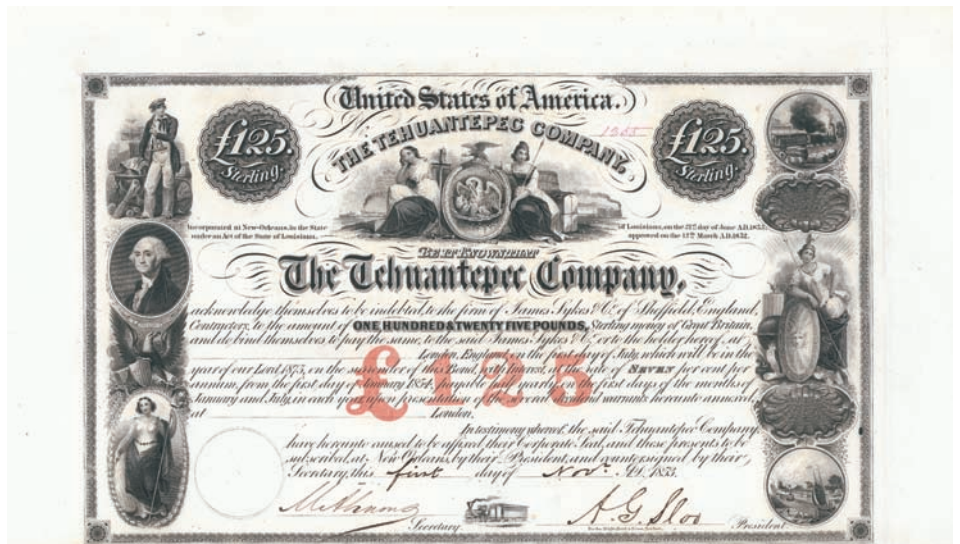 United States of America.
No. 1355
THE TEHUANTEPEC COMPANY,
£125. Sterling.
£125. Sterling.
Incorporated at New-Orleans, in the State of Louisiana, on the 21st day of June A.D. 1853;
under an Act of the State of Louisiana, approved on the 12th March A.D. 1852.
BE IT KNOWN THAT
The Tehuantepec Company,
acknowledge themselves to be indebted, to the firm of James Sykes & Co. of Sheffield, England,
Contractors, to the amount of ONE HUNDRED & TWENTY FIVE POUNDS, Sterling money of Great Britain,
and do bind themselves to pay the same, to the said James Sykes & Co. or to the holder hereof, at
London, England, on the first day of July, which will be in the
year of our Lord, 1873, on the surrender of this Bond, with Interest, at the rate of SEVEN per cent per
annum, from the first day of January 1854, payable half yearly, on the first days of the months of
January and July, in each year, upon presentation of the several dividend warrants hereunto annexed,
at London.
£125
In testimony whereof, the said Tehuantepec Company,
have hereunto caused to be affixed, their Corporate Seal, and these presents to be
subscribed, at New Orleans, by their President, and countersigned by their
Secretary, this first day of Novr. A.D. 1853.
Secretary.
A. G. Sloo President.